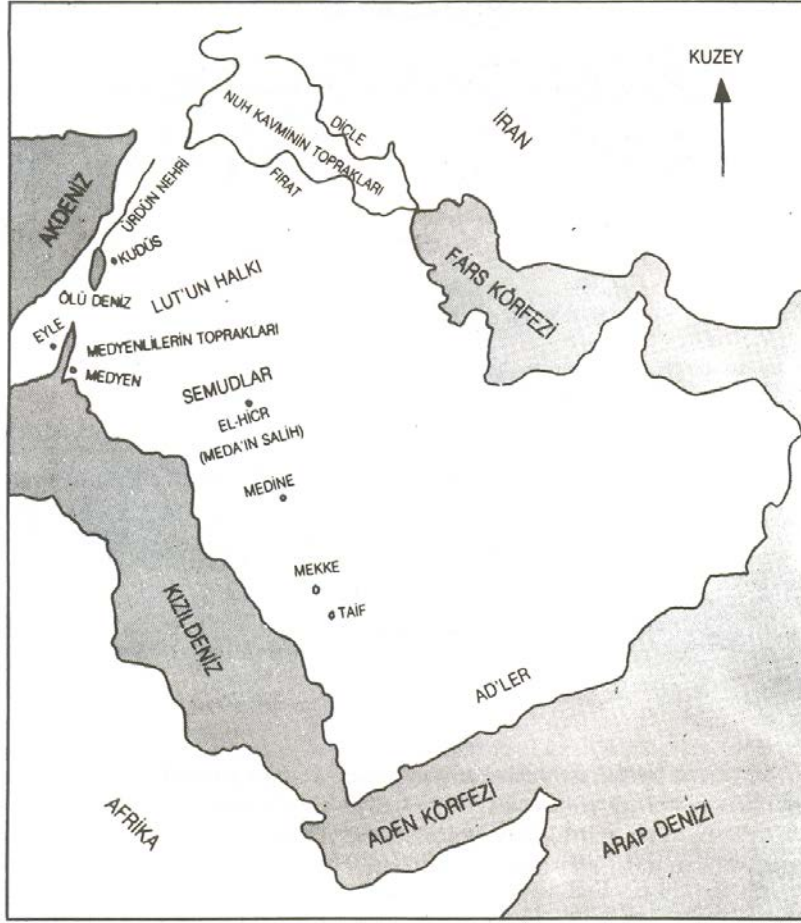 KUZEY
İRAN
DİCLE
NUH KAVMİNİN TOPRAKLARI
FIRAT
AKDENİZ
ÜRDÜN NEHRİ
KUDÜS
ÖLÜ DENİZ
LUT'UN HALKI
FARS KÖRFEZİ
EYLE
MEDYENLİLERİN TOPRAKLARI
MEDYEN
SEMUDLAR
EL-HİCR
(MEDA'IN SALİH)
MEDİNE
MEKKE
TAİF
KIZILDENİZ
AD'LER
AFRİKA
ADEN KÖRFEZİ
ARAP DENİZİ